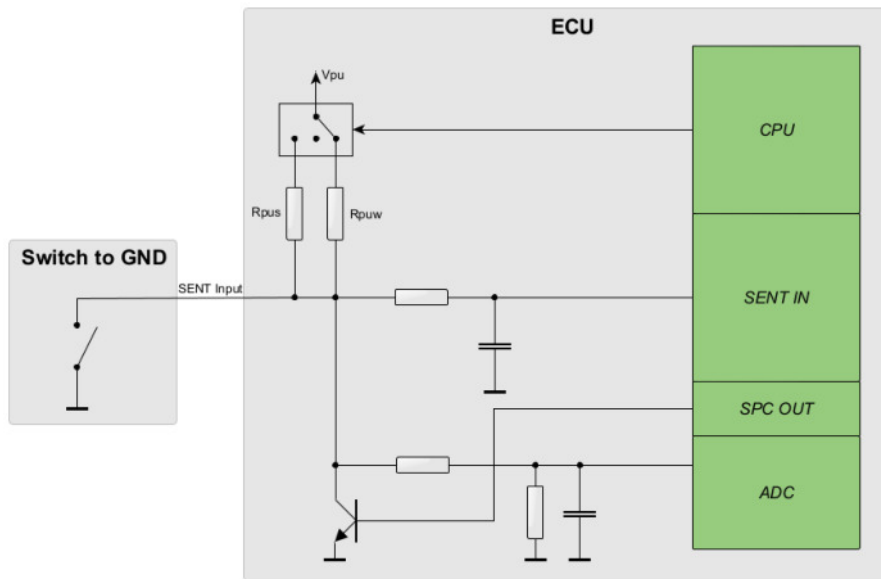 ECU
Vpu
CPU
Rpus
Rpuw
Switch to GND
SENT Input
SENT IN
SPC OUT
ADC